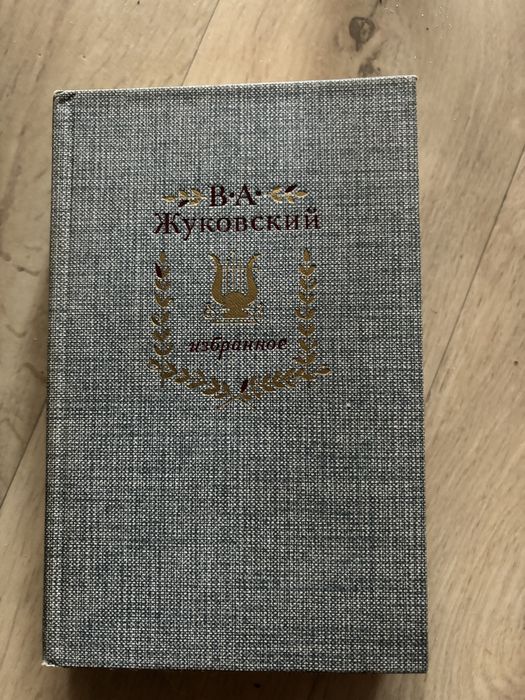 В·А·
Жуковский
избранное